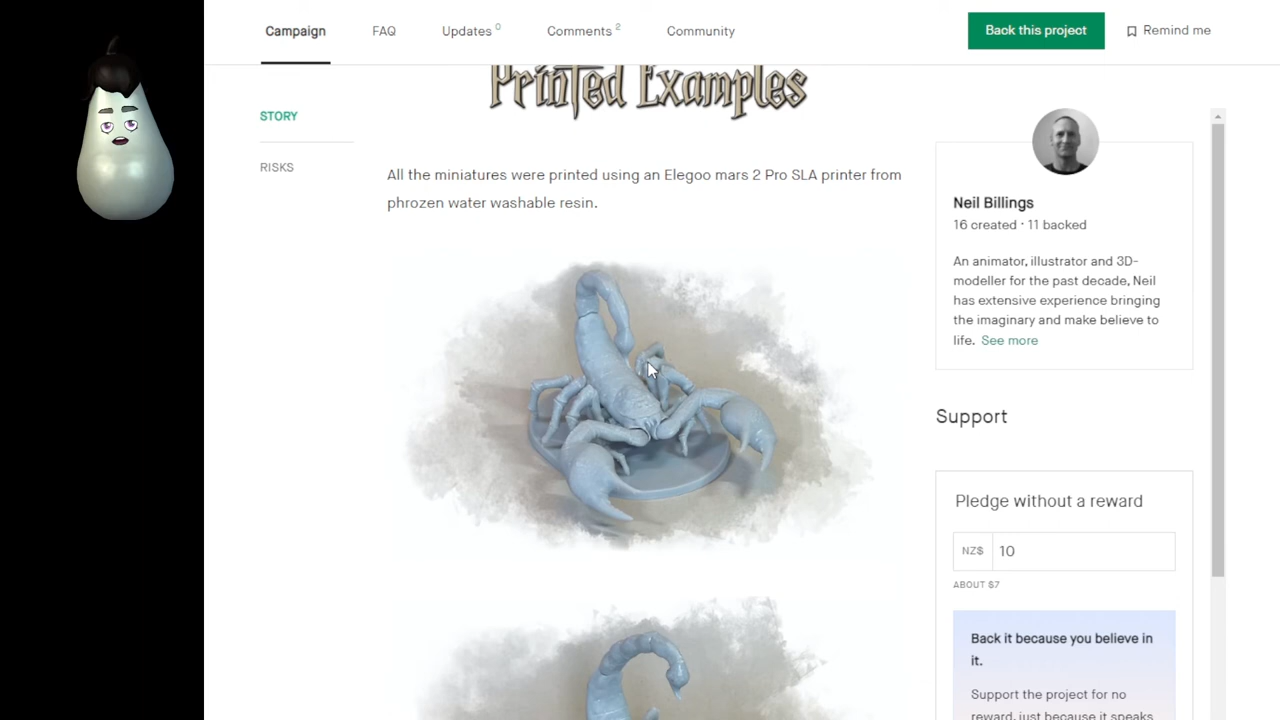 Campaign
FAQ
Updates 0
Comments 2
Community
Back this project
Remind me
Printed Examples
STORY
RISKS
All the miniatures were printed using an Elegoo mars 2 Pro SLA printer from
phrozen water washable resin.
Neil Billings
16 created · 11 backed
An animator, illustrator and 3D-
modeller for the past decade, Neil
has extensive experience bringing
the imaginary and make believe to
life. See more
Support
Pledge without a reward
NZ$ 10
ABOUT $7
Back it because you believe in
it.
Support the project for no
reward, just because it speaks